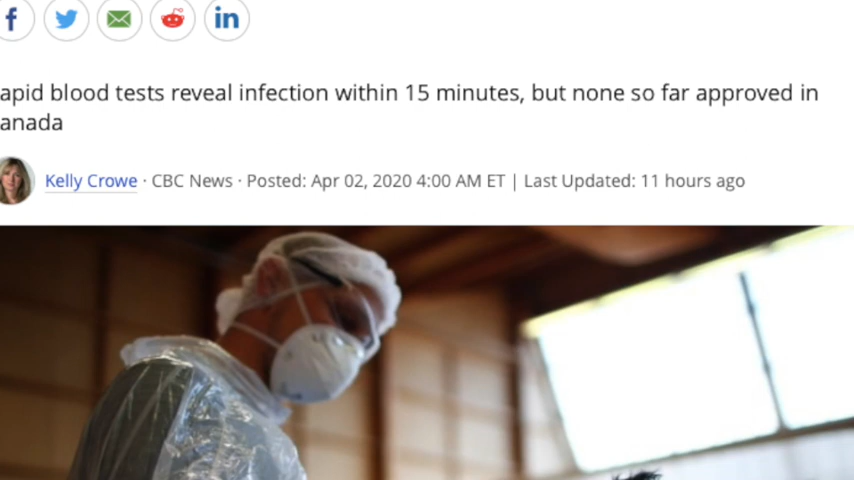 apid blood tests reveal infection within 15 minutes, but none so far approved in
anada
Kelly Crowe · CBC News · Posted: Apr 02, 2020 4:00 AM ET | Last Updated: 11 hours ago